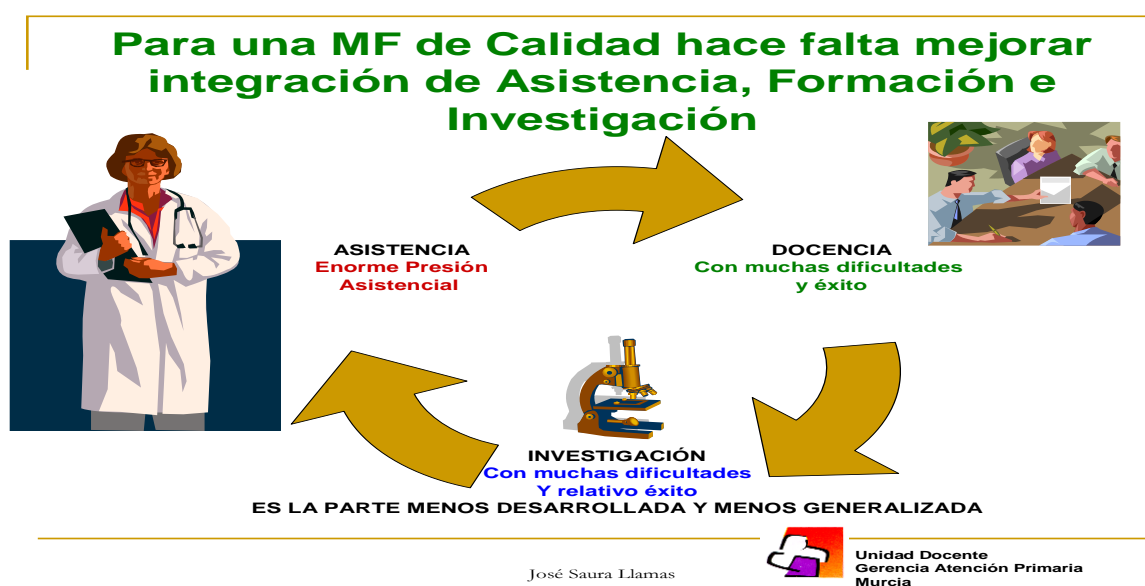 Para una MF de Calidad hace falta mejorar
integración de Asistencia, Formación e
Investigación
ASISTENCIA
Enorme Presión
Asistencial
DOCENCIA
Con muchas dificultades
y éxito
INVESTIGACIÓN
Con muchas dificultades
Y relativo éxito
ES LA PARTE MENOS DESARROLLADA Y MENOS GENERALIZADA
José Saura Llamas
Unidad Docente
Gerencia Atención Primaria
Murcia